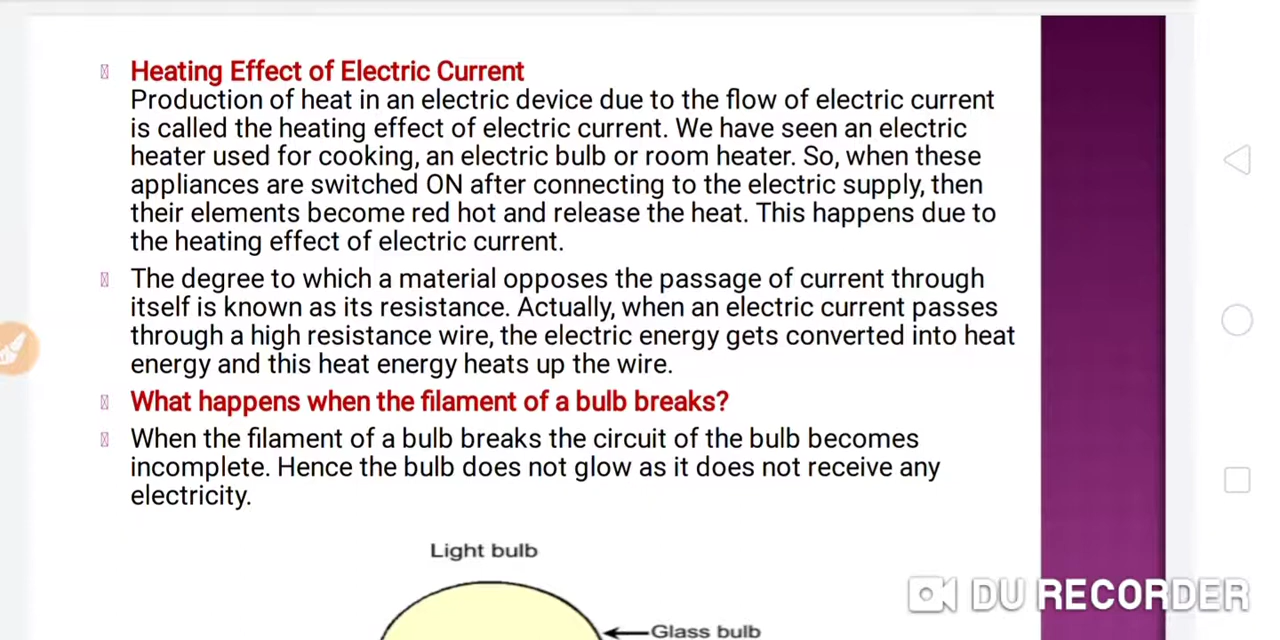 Heating Effect of Electric Current
Production of heat in an electric device due to the flow of electric current
is called the heating effect of electric current. We have seen an electric
heater used for cooking, an electric bulb or room heater. So, when these
appliances are switched ON after connecting to the electric supply, then
their elements become red hot and release the heat. This happens due to
the heating effect of electric current.
The degree to which a material opposes the passage of current through
itself is known as its resistance. Actually, when an electric current passes
through a high resistance wire, the electric energy gets converted into heat
energy and this heat energy heats up the wire.
What happens when the filament of a bulb breaks?
When the filament of a bulb breaks the circuit of the bulb becomes
incomplete. Hence the bulb does not glow as it does not receive any
electricity.
Light bulb
Glass bulb
DU RECORDER